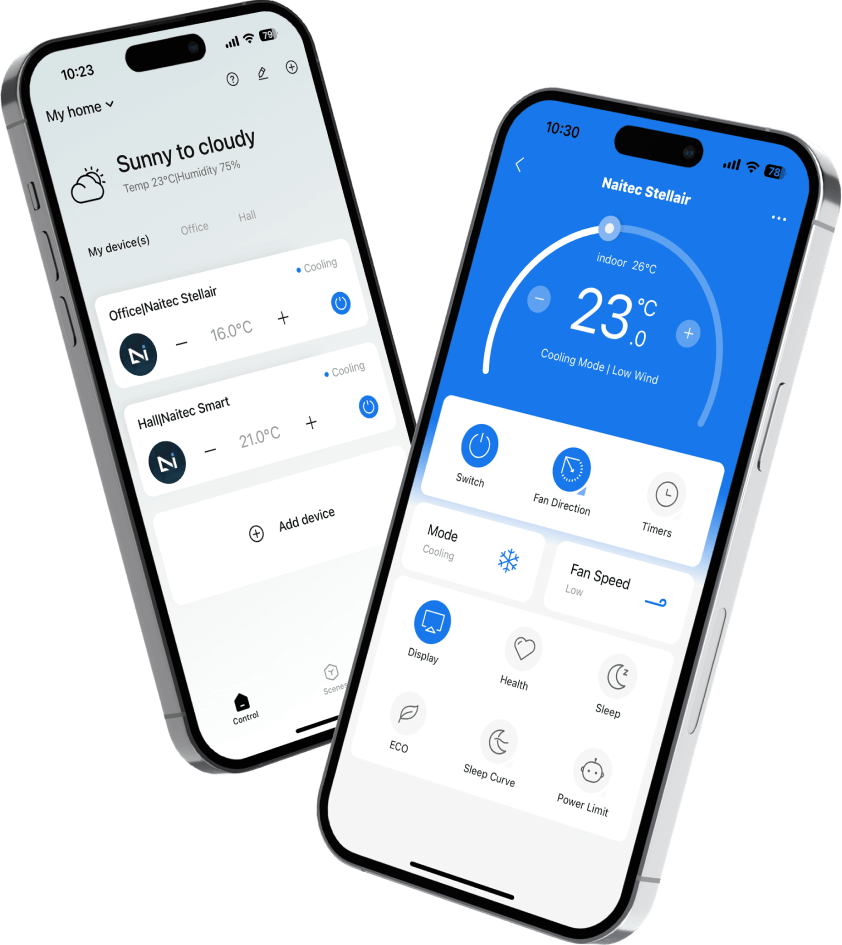 10:23
79
My home
Sunny to cloudy
Temp 23°C|Humidity 75%
My device(s) Office Hall
Office|Naitec Stellair
Cooling
Ni
16.0°C
Hall|Naitec Smart
Cooling
Ni
21.0°C
Add device
Control
Scenes
10:30
78
Naitec Stellair
indoor 26°C
23.0 °C
Cooling Mode | Low Wind
Switch
Fan Direction
Timers
Mode
Cooling
Fan Speed
Low
Display
Health
Sleep
ECO
Sleep Curve
Power Limit